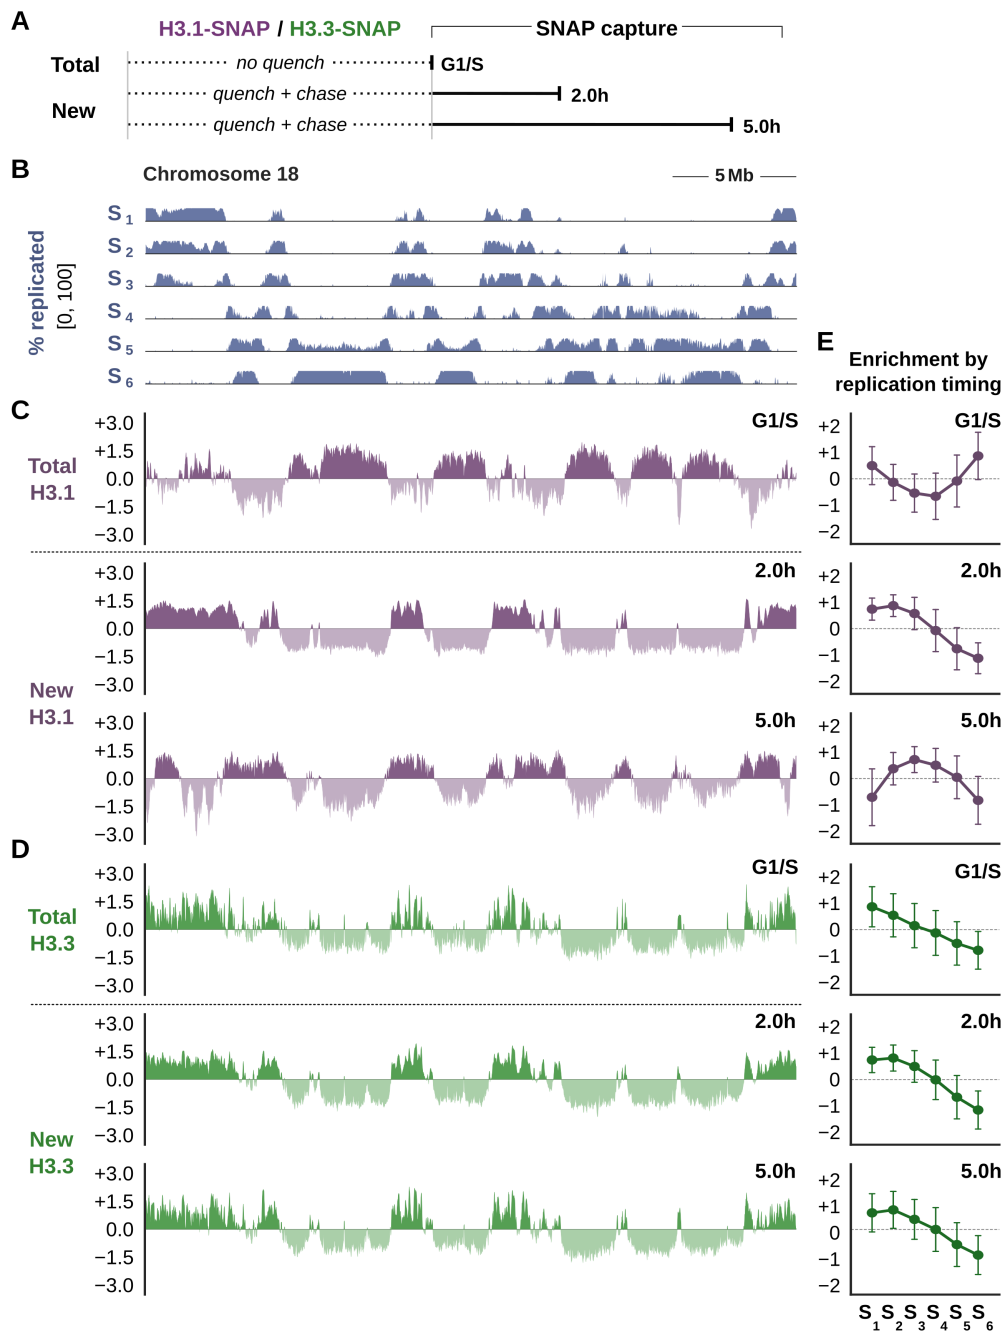 A
H3.1-SNAP / H3.3-SNAP
SNAP capture
Total
no quench
G1/S
New
quench + chase
2.0h
quench + chase
5.0h
B
Chromosome 18
5 Mb
% replicated
[0, 100]
S 1
S 2
S 3
S 4
S 5
S 6
E
Enrichment by
replication timing
C
Total
H3.1
+3.0
+1.5
0.0
−1.5
−3.0
G1/S
+2
+1
0
−1
−2
G1/S
New
H3.1
+3.0
+1.5
0.0
−1.5
−3.0
2.0h
+2
+1
0
−1
−2
2.0h
+3.0
+1.5
0.0
−1.5
−3.0
5.0h
+2
+1
0
−1
−2
5.0h
D
Total
H3.3
+3.0
+1.5
0.0
−1.5
−3.0
G1/S
+2
+1
0
−1
−2
G1/S
New
H3.3
+3.0
+1.5
0.0
−1.5
−3.0
2.0h
+2
+1
0
−1
−2
2.0h
+3.0
+1.5
0.0
−1.5
−3.0
5.0h
+2
+1
0
−1
−2
5.0h
S1 S2 S3 S4 S5 S6